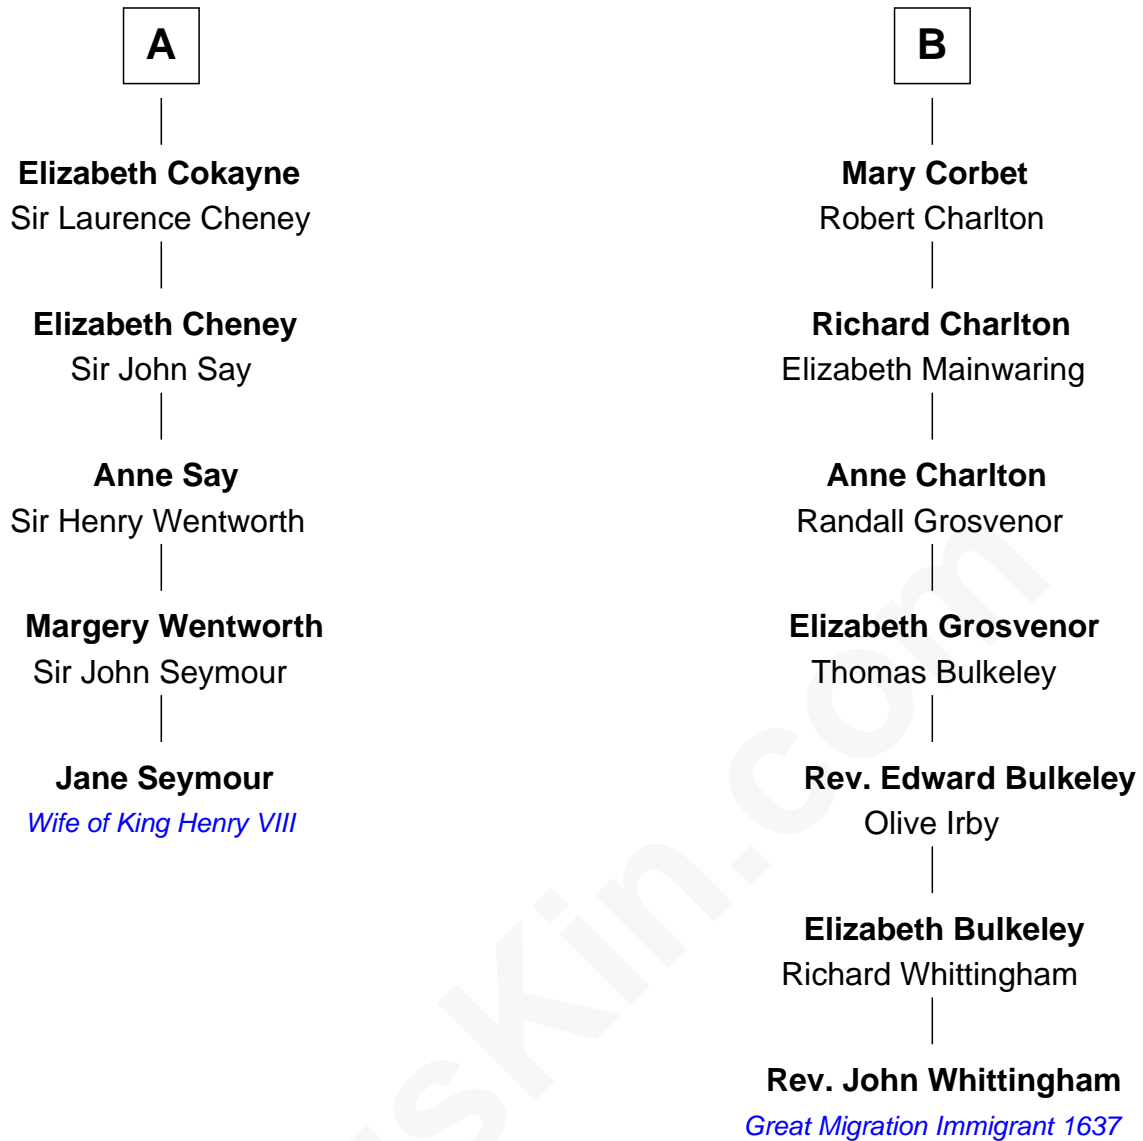 A
Elizabeth Cokayne
Sir Laurence Cheney
Elizabeth Cheney
Sir John Say
Anne Say
Sir Henry Wentworth
Margery Wentworth
Sir John Seymour
Jane Seymour
Wife of King Henry VIII
B
Mary Corbet
Robert Charlton
Richard Charlton
Elizabeth Mainwaring
Anne Charlton
Randall Grosvenor
Elizabeth Grosvenor
Thomas Bulkeley
Rev. Edward Bulkeley
Olive Irby
Elizabeth Bulkeley
Richard Whittingham
Rev. John Whittingham
Great Migration Immigrant 1637
usKin.com